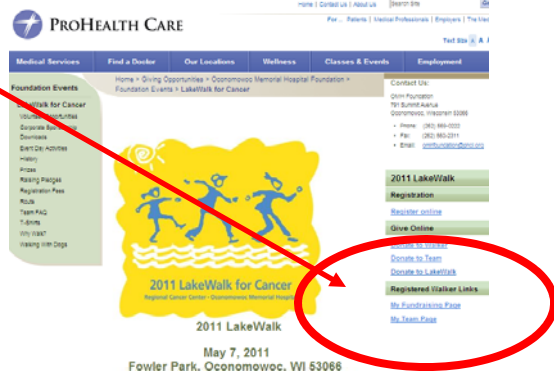 Home | Contact Us | About Us
Search Site
PROHEALTH CARE
For... Patients | Medical Professionals | Employers | The Med
Text Size A A
Medical Services Find a Doctor Our Locations Wellness Classes & Events Employment
Home > Giving Opportunities > Oconomowoc Memorial Hospital Foundation >
Foundation Events > LakeWalk for Cancer
Foundation Events
LakeWalk for Cancer
Volunteer Opportunities
Corporate Sponsorship
Downloads
Event Day Activities
History
Prizes
Raising Pledges
Registration Fees
Route
Team FAQ
T-Shirts
Why Walk?
Walking With Dogs
2011 LakeWalk for Cancer
Regional Cancer Center - Oconomowoc Memorial Hospital
2011 LakeWalk
May 7, 2011
Fowler Park, Oconomowoc, WI 53066
Contact Us:
OMH Foundation
791 Summit Avenue
Oconomowoc, Wisconsin 53066
Phone:
Fax:
Email:
2011 LakeWalk
Registration
Register online
Give Online
Donate to Walker
Donate to Team
Donate to LakeWalk
Registered Walker Links
My Fundraising Page
My Team Page